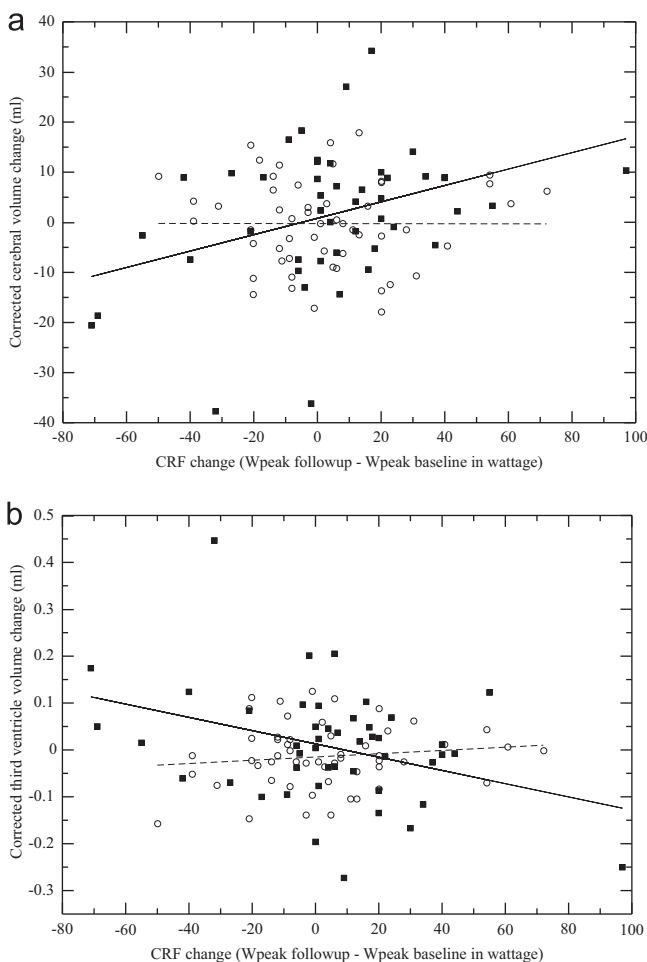 a
Corrected cerebral volume change (ml)
40
30
20
10
0
-10
-20
-30
-40
-80 -60 -40 -20 0 20 40 60 80 100
CRF change (Wpeak followup - Wpeak baseline in wattage)
b
Corrected third ventricle volume change (ml)
0.5
0.4
0.3
0.2
0.1
0
-0.1
-0.2
-0.3
-80 -60 -40 -20 0 20 40 60 80 100
CRF change (Wpeak followup - Wpeak baseline in wattage)